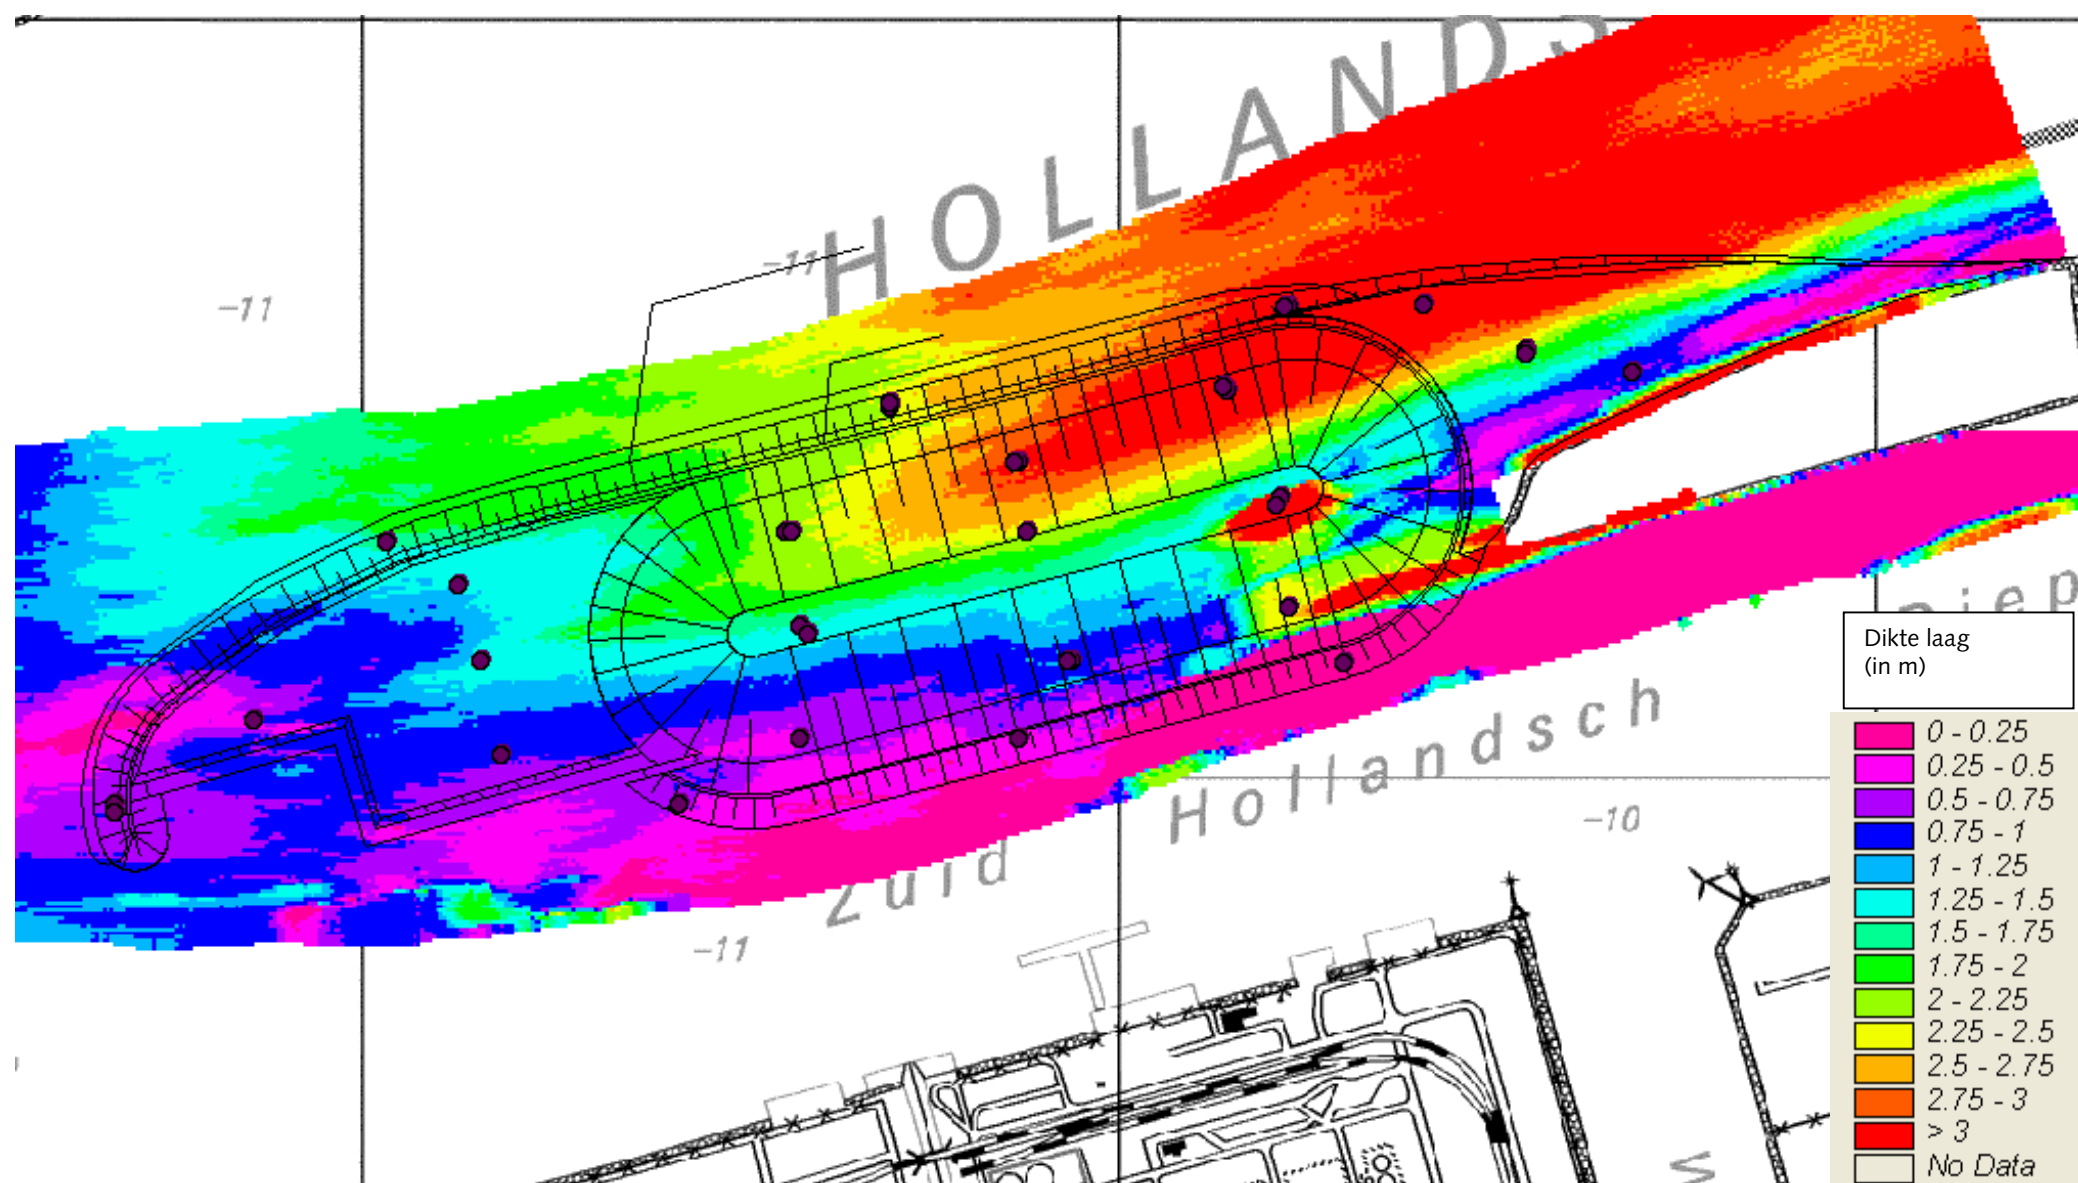 HOLLANDS
-11
-11
Diep
Dikte laag
(in m)
Hollandsch
Zuid
-10
-11
0 - 0.25
0.25 - 0.5
0.5 - 0.75
0.75 - 1
1 - 1.25
1.25 - 1.5
1.5 - 1.75
1.75 - 2
2 - 2.25
2.25 - 2.5
2.5 - 2.75
2.75 - 3
> 3
No Data